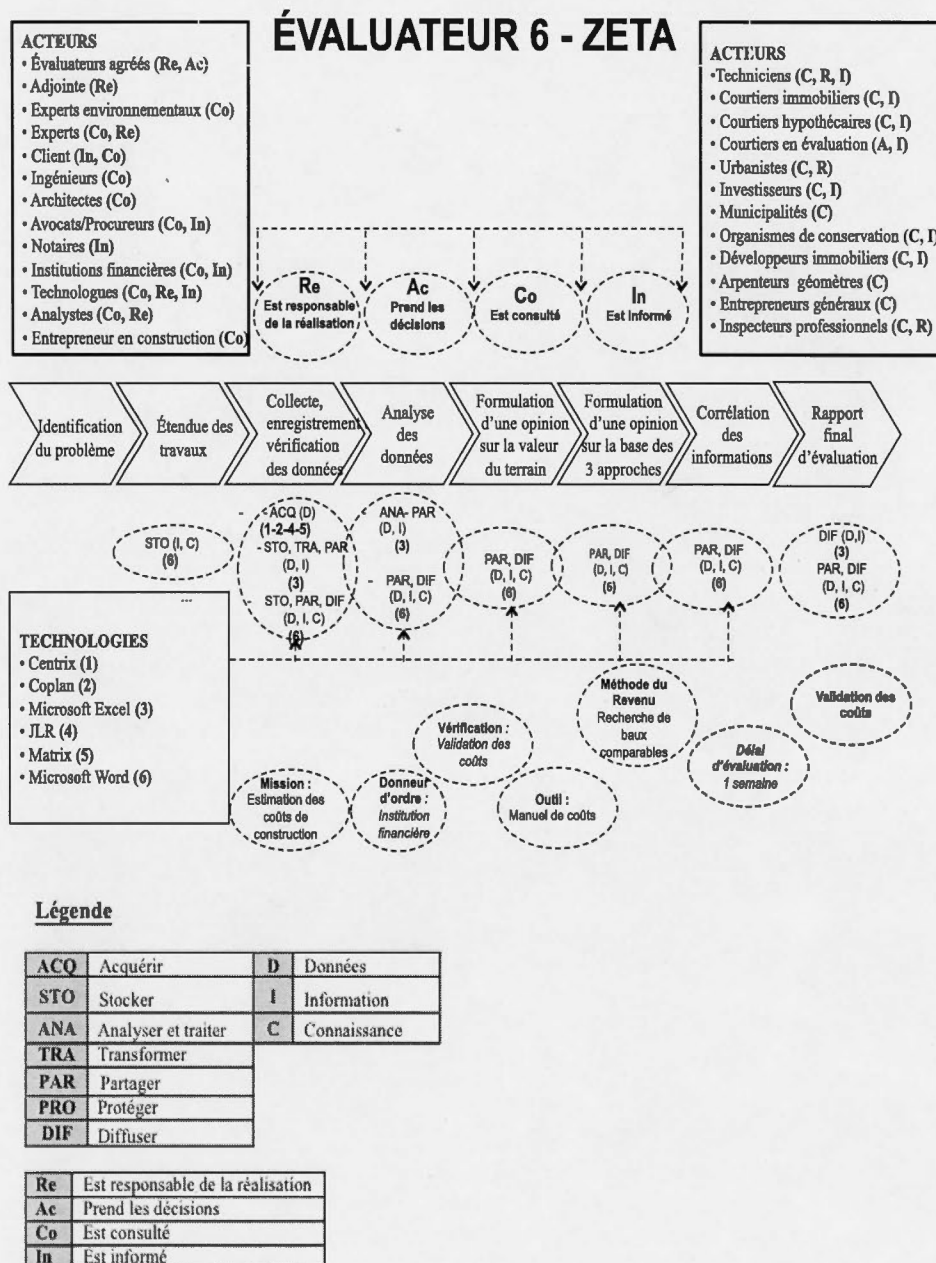 ÉVALUATEUR 6 - ZETA
ACTEURS
• Évaluateurs agréés (Re, Ac)
• Adjointe (Re)
• Experts environnementaux (Co)
• Experts (Co, Re)
• Client (In, Co)
• Ingénieurs (Co)
• Architectes (Co)
• Avocats/Procureurs (Co, In)
• Notaires (In)
• Institutions financières (Co, In)
• Technologues (Co, Re, In)
• Analystes (Co, Re)
• Entrepreneur en construction (Co)
Re
Est responsable
de la réalisation
Ac
Prend les
décisions
Co
Est consulté
In
Est informé
ACTEURS
•Techniciens (C, R, I)
• Courtiers immobiliers (C, I)
• Courtiers hypothécaires (C, I)
• Courtiers en évaluation (A, I)
• Urbanistes (C, R)
• Investisseurs (C, I)
• Municipalités (C)
• Organismes de conservation (C, I)
• Développeurs immobiliers (C, I)
• Arpenteurs géomètres (C)
• Entrepreneurs généraux (C)
• Inspecteurs professionnels (C, R)
Identification
du problème
Étendue des
travaux
Collecte,
enregistrement
vérification
des données
Analyse
des
données
Formulation
d'une opinion
sur la valeur
du terrain
Formulation
d'une opinion
sur la base des
3 approches
Corrélation
des
informations
Rapport
final
d'évaluation
STO (I, C)
(6)
- ACQ (D)
(1-2-4-5)
- STO, TRA, PAR
(D, I)
(3)
- STO, PAR, DIF
(D, I, C)
(6)
- ANA- PAR
(D, I)
(3)
- PAR, DIF
(D, I, C)
(6)
PAR, DIF
(D, I, C)
(6)
PAR, DIF
(D, I, C)
(6)
PAR, DIF
(D, I, C)
(6)
DIF (D,I)
(3)
PAR, DIF
(D, I, C)
(6)
TECHNOLOGIES
• Centrix (1)
• Coplan (2)
• Microsoft Excel (3)
• JLR (4)
• Matrix (5)
• Microsoft Word (6)
Mission :
Estimation des
coûts de
construction
Donneur
d'ordre :
Institution
financière
Vérification :
Validation des
coûts
Outil :
Manuel de coûts
Méthode du
Revenu
Recherche de
baux
comparables
Délai
d'évaluation :
1 semaine
Validation des
coûts
Légende
ACQ Acquérir D Données
STO Stocker I Information
ANA Analyser et traiter C Connaissance
TRA Transformer
PAR Partager
PRO Protéger
DIF Diffuser
Re Est responsable de la réalisation
Ac Prend les décisions
Co Est consulté
In Est informé